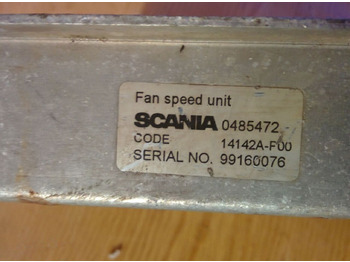 Fan speed unit
SCANIA 0485472
CODE 14142A-F00
SERIAL NO. 99160076